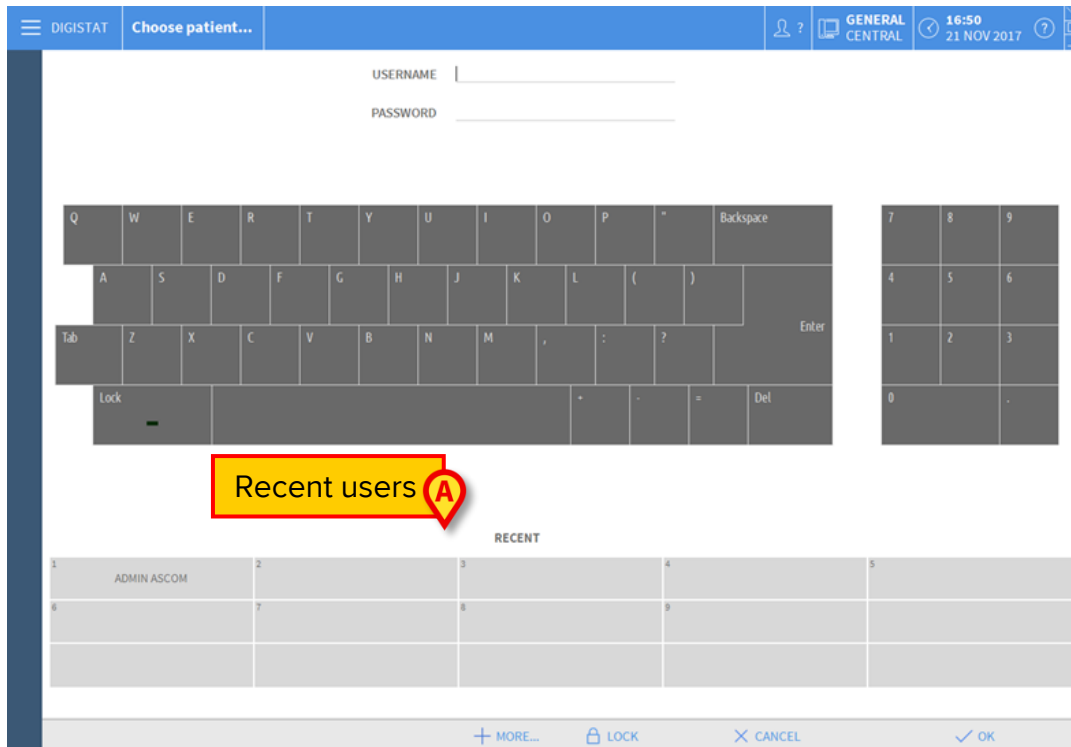 DIGISTAT Choose patient... ? GENERAL CENTRAL 16:50 21 NOV 2017 ?
USERNAME
PASSWORD
Q W E R T Y U I O P " Backspace 7 8 9
A S D F G H J K L ( ) 4 5 6
Enter
Tab Z X C V B N M , : ? 1 2 3
Lock + - = Del 0 .
Recent users A
RECENT
1 ADMIN ASCOM 2 3 4 5
6 7 8 9
MORE... LOCK CANCEL OK